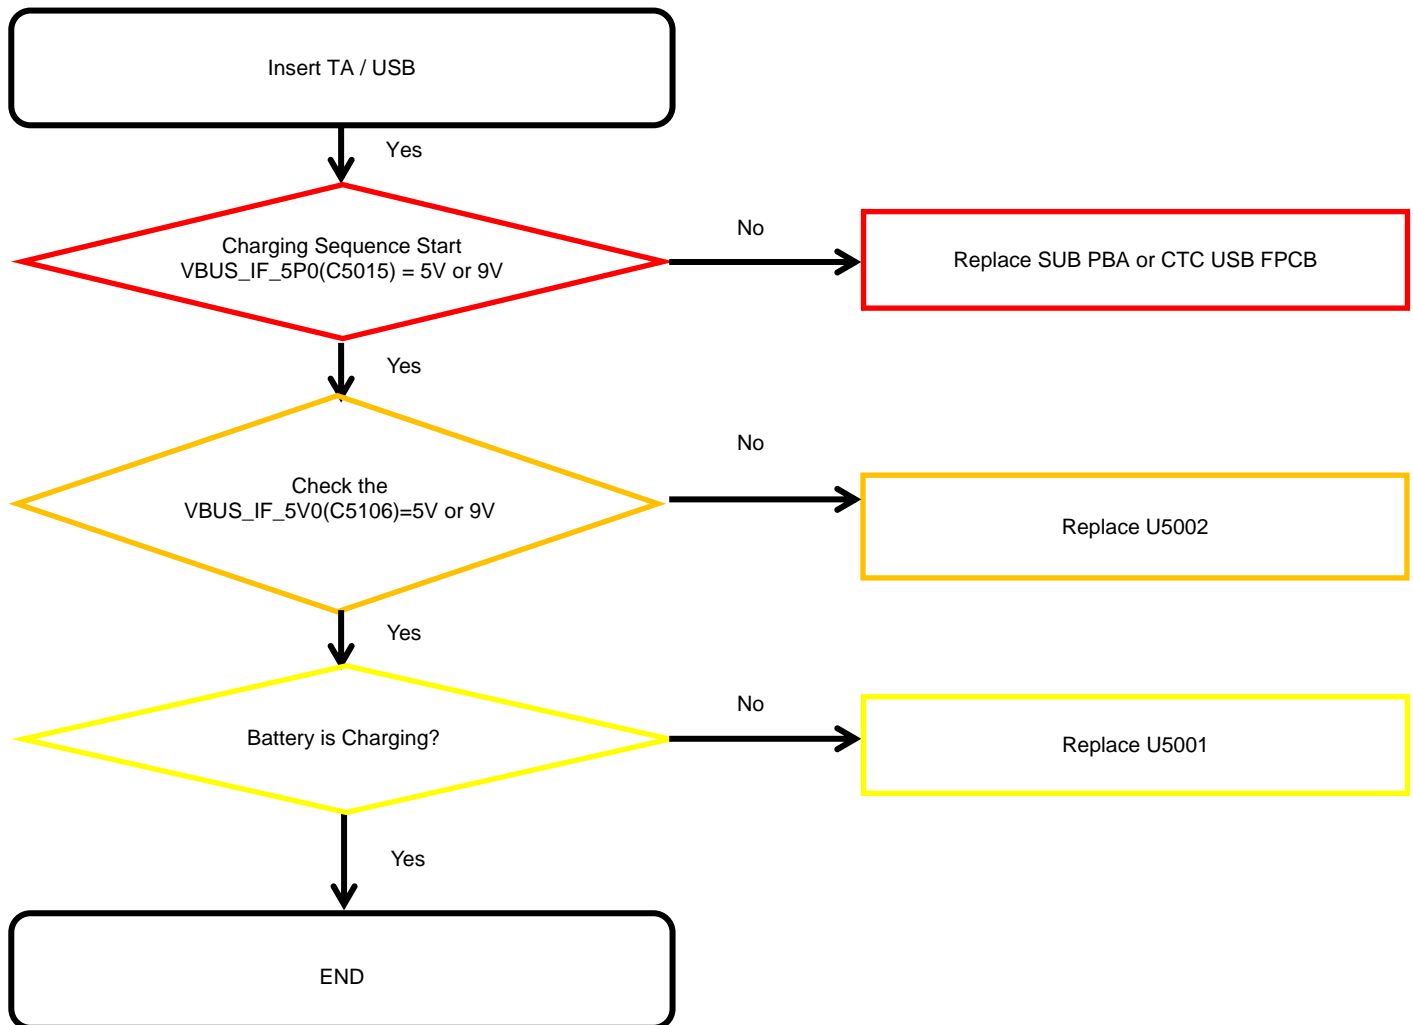 Insert TA / USB
Yes
Charging Sequence Start
VBUS_IF_5P0(C5015) = 5V or 9V
No
Replace SUB PBA or CTC USB FPCB
Yes
Check the
VBUS_IF_5V0(C5106)=5V or 9V
No
Replace U5002
Yes
Battery is Charging?
No
Replace U5001
Yes
END